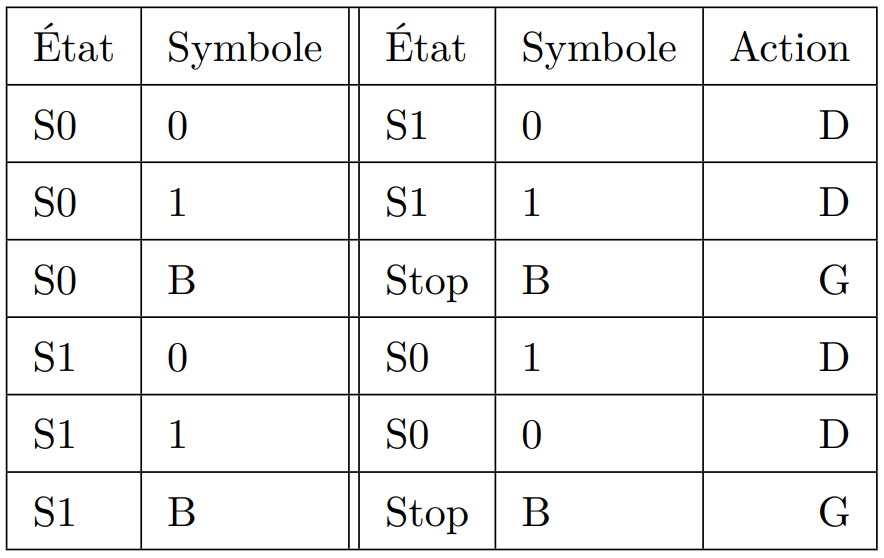 État Symbole État Symbole Action
S0 0 S1 0 D
S0 1 S1 1 D
S0 B Stop B G
S1 0 S0 1 D
S1 1 S0 0 D
S1 B Stop B G